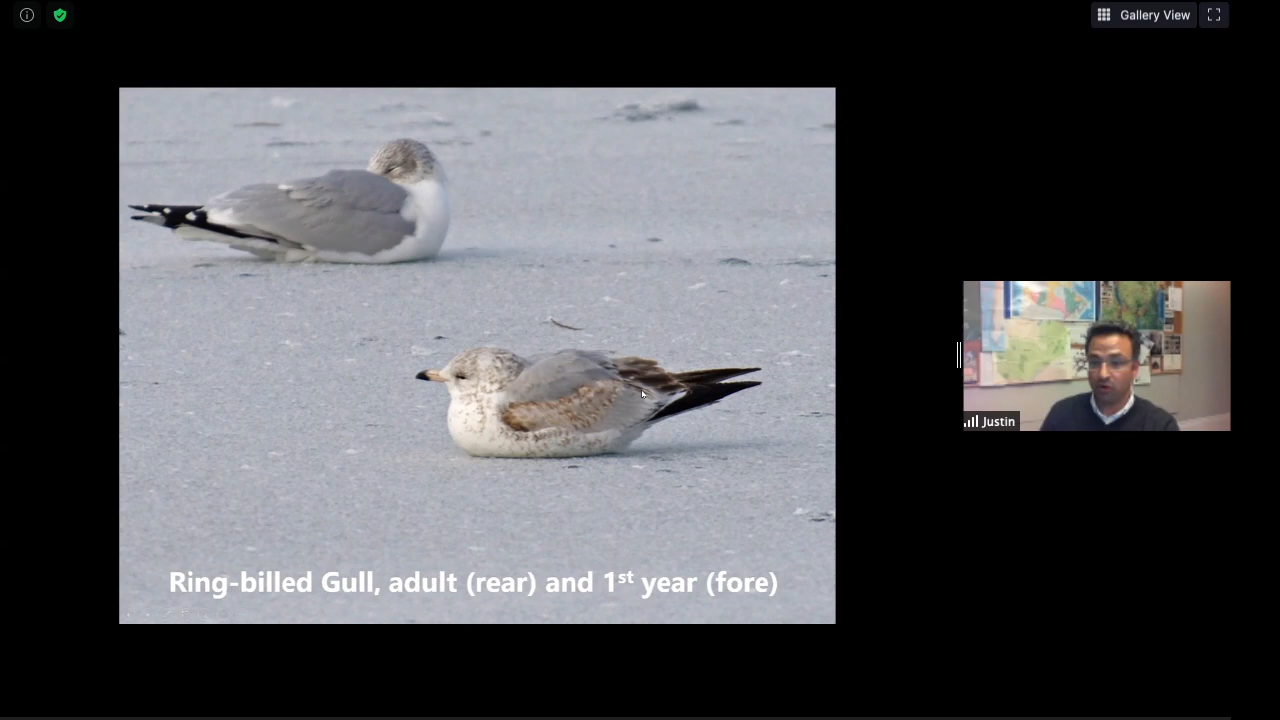 Gallery View
Ring-billed Gull, adult (rear) and 1st year (fore)
Justin